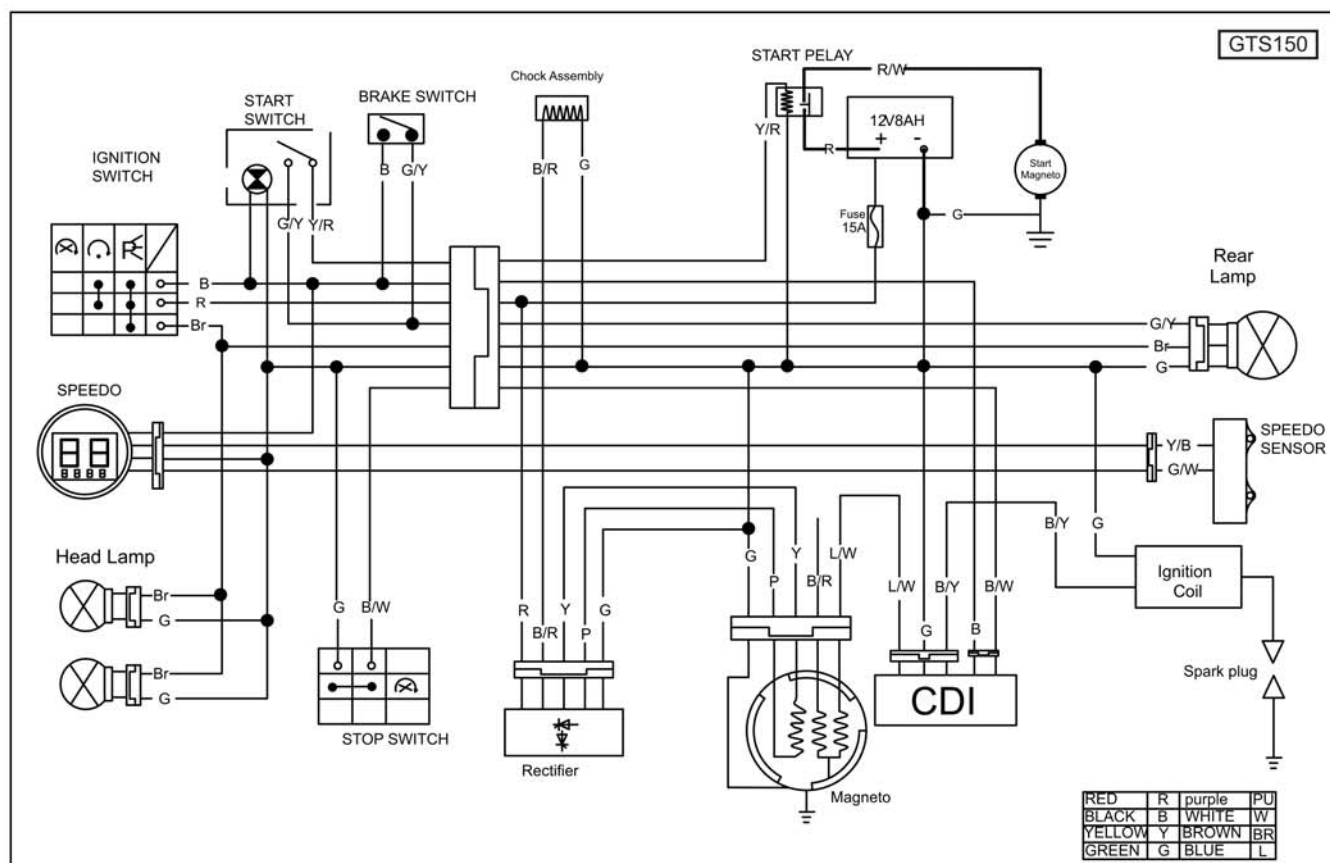 GTS150
START PELAY
R/W
Chock Assembly
BRAKE SWITCH
START
SWITCH
IGNITION
SWITCH
12V8AH
+ -
Y/R
R
Start
Magneto
B
G/Y
B/R
G
G/Y
Y/R
Fuse
15A
G
B
R
Br
Rear
Lamp
G/Y
Br
G
SPEEDO
SPEEDO
SENSOR
Y/B
G/W
Head Lamp
Br
G
Br
G
G
B/W
STOP SWITCH
R
B/R
Y
P
G
Rectifier
G
P
Y
B/R
L/W
Magneto
L/W
G
B/Y
B
B/W
CDI
B/Y
G
Ignition
Coil
Spark plug
RED R purple PU
BLACK B WHITE W
YELLOW Y BROWN BR
GREEN G BLUE L